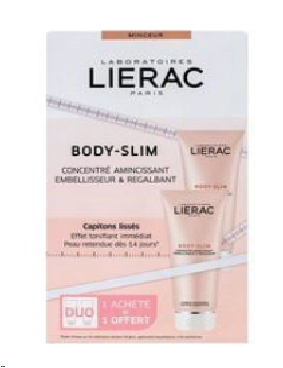 MINCEUR
LABORATOIRES
LIERAC
PARIS
BODY-SLIM
CONCENTRÉ AMINCISSANT
EMBELLISSEUR & REGALBANT
Capitons lissés
Effet tonifiant immédiat
Peau retendue dès 14 jours*
DUO
1 ACHETÉ
=
1 OFFERT
LIERAC
BODY-SLIM
LIERAC
PARIS
BODY-SLIM